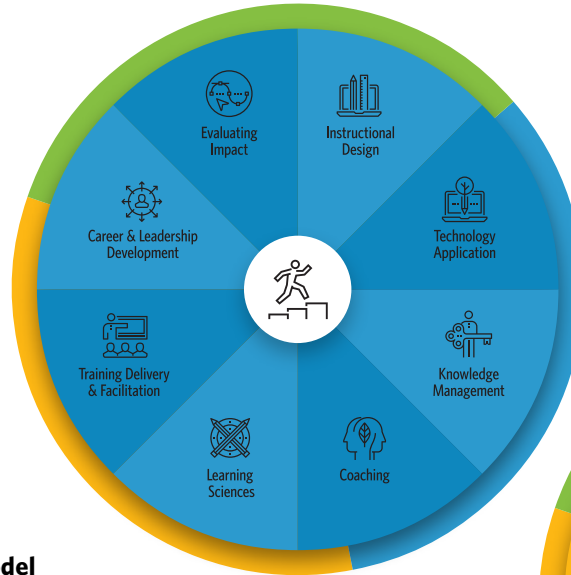 Evaluating
Impact
Instructional
Design
Career & Leadership
Development
Technology
Application
Training Delivery
& Facilitation
Knowledge
Management
Learning
Sciences
Coaching
del